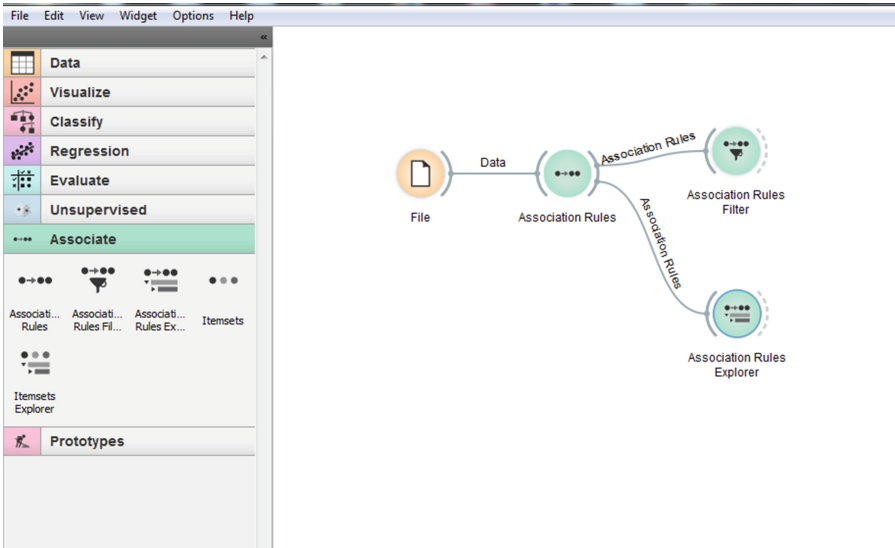 File Edit View Widget Options Help
«
Data
Visualize
Classify
Regression
Evaluate
Unsupervised
Associate
Associati...
Rules
Associati...
Rules Fil...
Associati...
Rules Ex...
Itemsets
Itemsets
Explorer
Prototypes
File
Data
Association Rules
Association Rules
Association Rules
Filter
Association Rules
Association Rules
Explorer